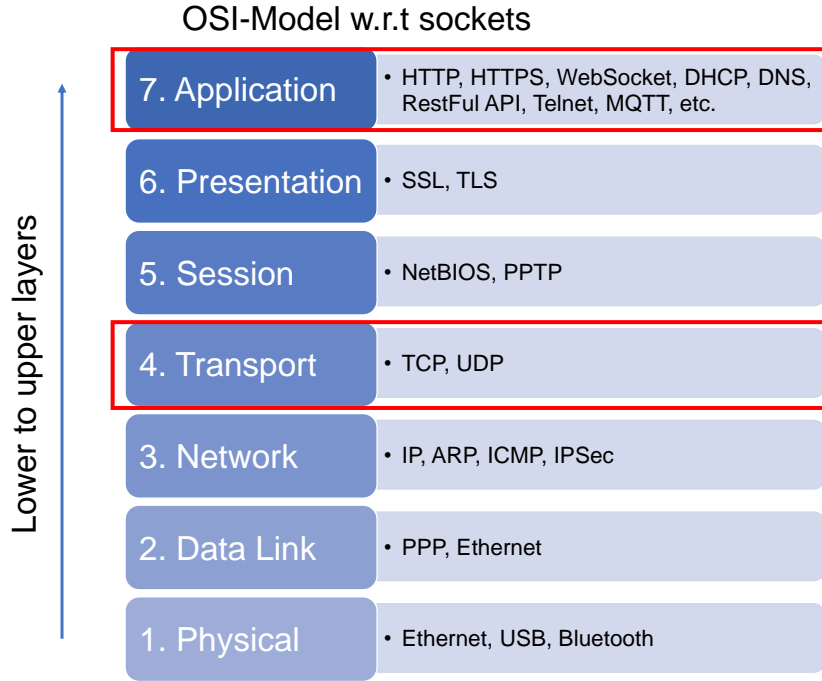 OSI-Model w.r.t sockets
7. Application
• HTTP, HTTPS, WebSocket, DHCP, DNS,
RestFul API, Telnet, MQTT, etc.
6. Presentation
• SSL, TLS
5. Session
• NetBIOS, PPTP
4. Transport
• TCP, UDP
3. Network
• IP, ARP, ICMP, IPSec
2. Data Link
• PPP, Ethernet
1. Physical
• Ethernet, USB, Bluetooth
Lower to upper layers